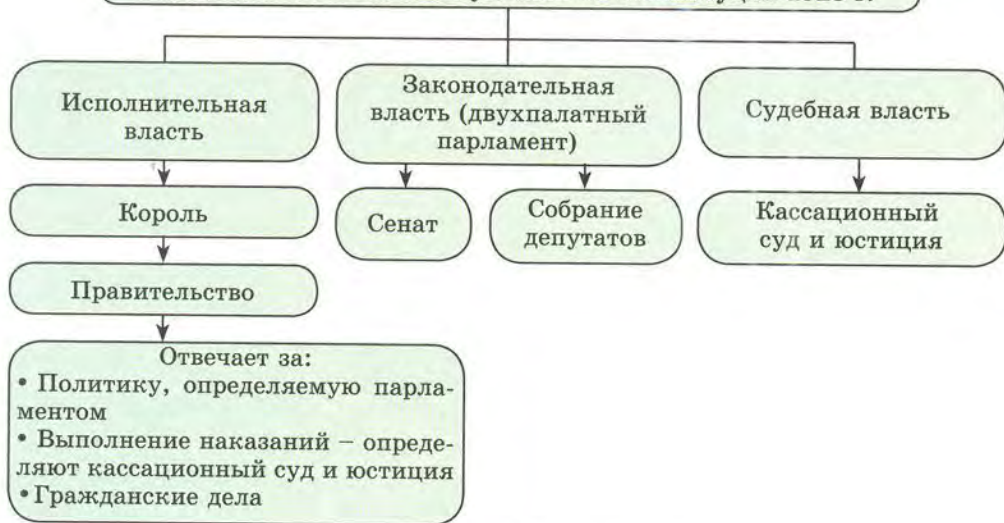 Исполнительная
власть
Законодательная
власть (двухпалатный
парламент)
Судебная власть
Король
Сенат
Собрание
депутатов
Кассационный
суд и юстиция
Правительство
Отвечает за:
• Политику, определяемую парла-
ментом
• Выполнение наказаний – опреде-
ляют кассационный суд и юстиция
• Гражданские дела